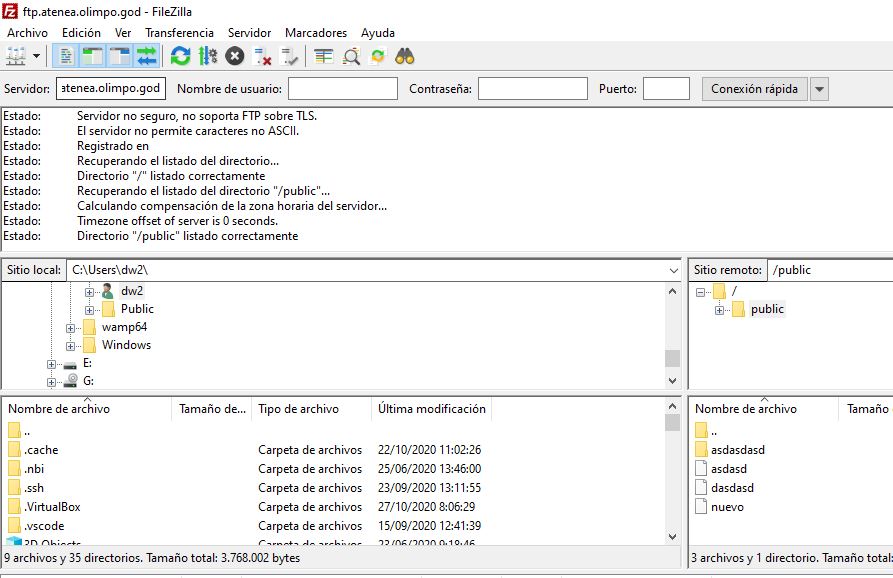 ftp.atenea.olimpo.god - FileZilla
Archivo Edición Ver Transferencia Servidor Marcadores Ayuda
Servidor: atenea.olimpo.god Nombre de usuario: Contraseña: Puerto: Conexión rápida
Estado: Servidor no seguro, no soporta FTP sobre TLS.
Estado: El servidor no permite caracteres no ASCII.
Estado: Registrado en
Estado: Recuperando el listado del directorio...
Estado: Directorio "/" listado correctamente
Estado: Recuperando el listado del directorio "/public"...
Estado: Calculando compensación de la zona horaria del servidor...
Estado: Timezone offset of server is 0 seconds.
Estado: Directorio "/public" listado correctamente
Sitio local: C:\Users\dw2\
dw2
Public
wamp64
Windows
E:
G:
Sitio remoto: /public
/
public
Nombre de archivo Tamaño de... Tipo de archivo Última modificación
..
.cache Carpeta de archivos 22/10/2020 11:02:26
.nbi Carpeta de archivos 25/06/2020 13:46:00
.ssh Carpeta de archivos 23/09/2020 13:11:55
.VirtualBox Carpeta de archivos 27/10/2020 8:06:29
.vscode Carpeta de archivos 15/09/2020 12:41:39
3D Objects Carpeta de archivos 23/06/2020 9:18:46
9 archivos y 35 directorios. Tamaño total: 3.768.002 bytes
Nombre de archivo Tamaño
..
asdasdasd
asdasd
dasdasd
nuevo
3 archivos y 1 directorio. Tamaño total: